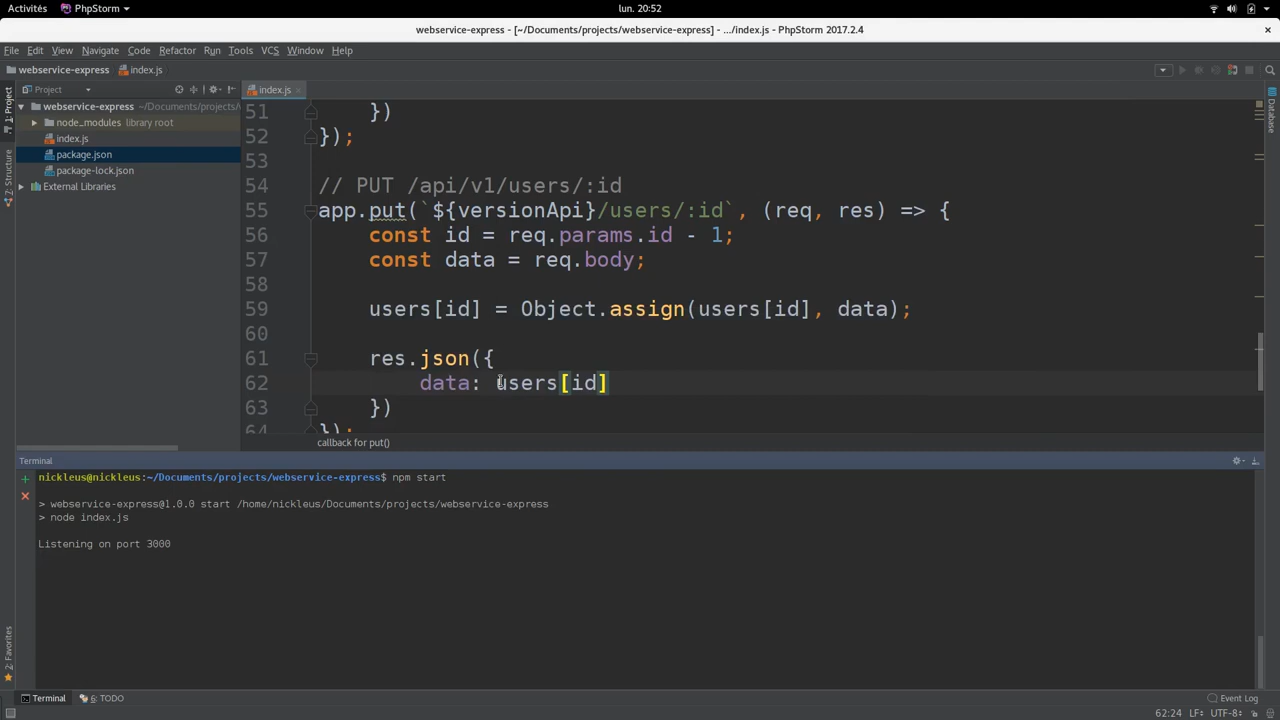 Activités PhpStorm lun. 20:52
webservice-express - [~/Documents/projects/webservice-express] - .../index.js - PhpStorm 2017.2.4
File Edit View Navigate Code Refactor Run Tools VCS Window Help
webservice-express index.js
Project
index.js
1: Project
Structure
2: Favorites
Database
webservice-express ~/Documents/projects/
node_modules library root
index.js
package.json
package-lock.json
External Libraries
51 })
52 });
53
54 // PUT /api/v1/users/:id
55 app.put(`${versionApi}/users/:id`, (req, res) => {
56 const id = req.params.id - 1;
57 const data = req.body;
58
59 users[id] = Object.assign(users[id], data);
60
61 res.json({
62 data: users[id]
63 })
64 });
callback for put()
Terminal
nickleus@nickleus:~/Documents/projects/webservice-express$ npm start
> webservice-express@1.0.0 start /home/nickleus/Documents/projects/webservice-express
> node index.js
Listening on port 3000
Terminal 6: TODO Event Log
62:24 LF÷ UTF-8÷